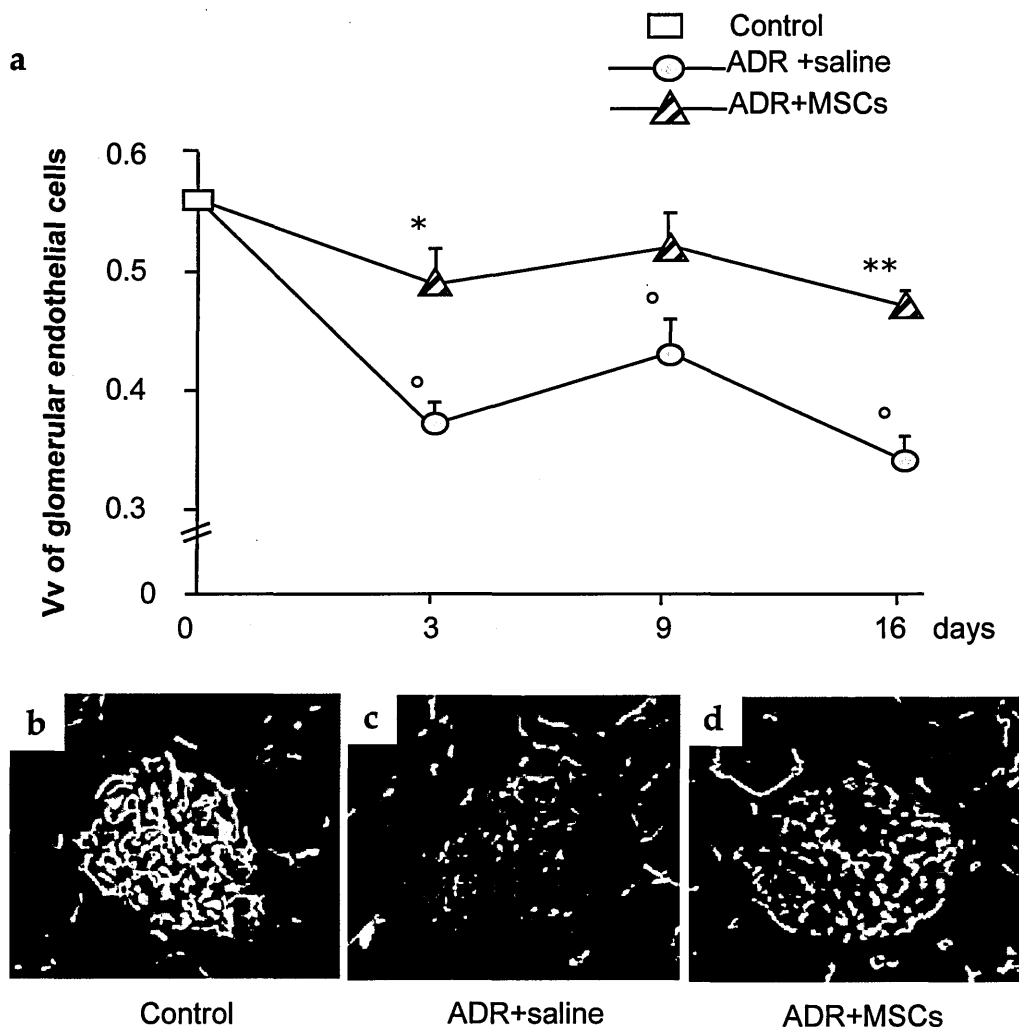 a
Control
ADR +saline
ADR+MSCs
Vv of glomerular endothelial cells
0.6
*
0.5
**
°
°
0.4
°
0.3
0
0 3 9 16 days
b c d
Control ADR+saline ADR+MSCs